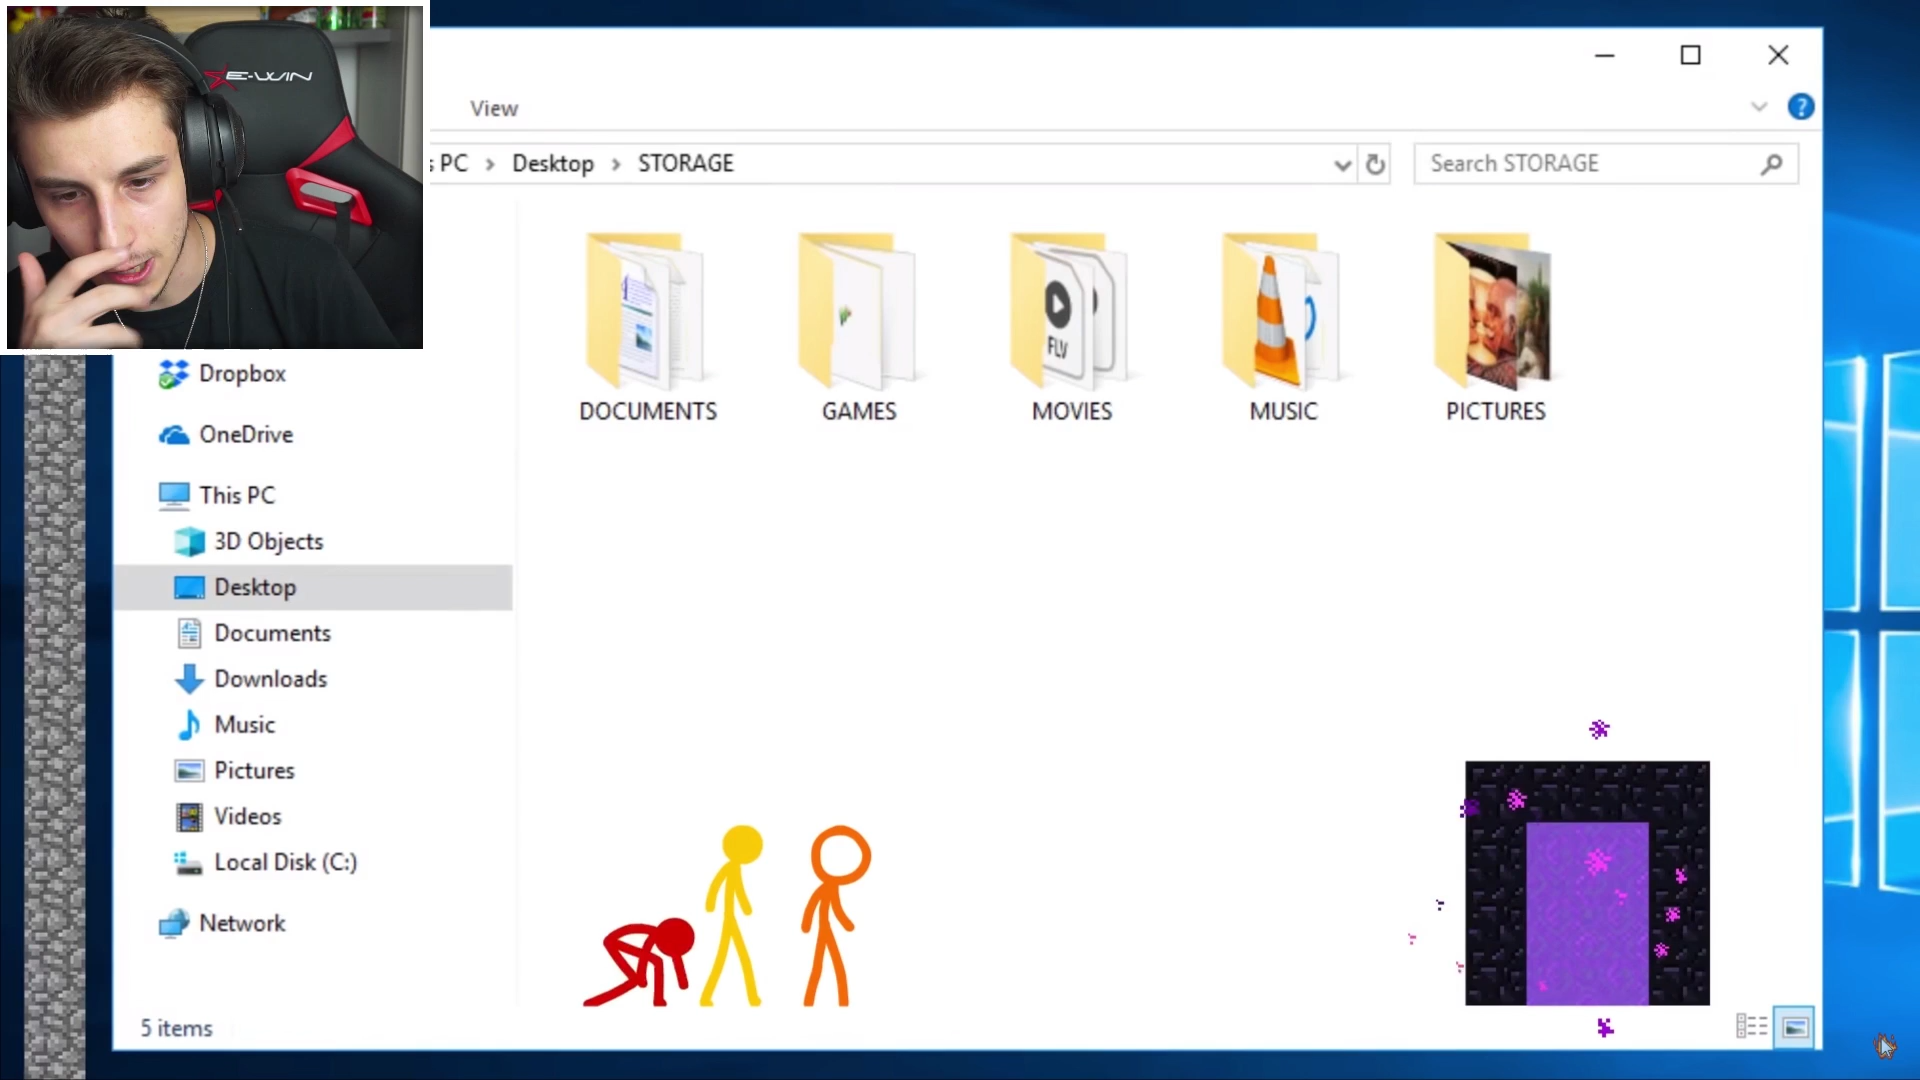 E-WIN
View
s PC > Desktop > STORAGE
Search STORAGE
FLV
DOCUMENTS GAMES MOVIES MUSIC PICTURES
Dropbox
OneDrive
This PC
3D Objects
Desktop
Documents
Downloads
Music
Pictures
Videos
Local Disk (C:)
Network
5 items